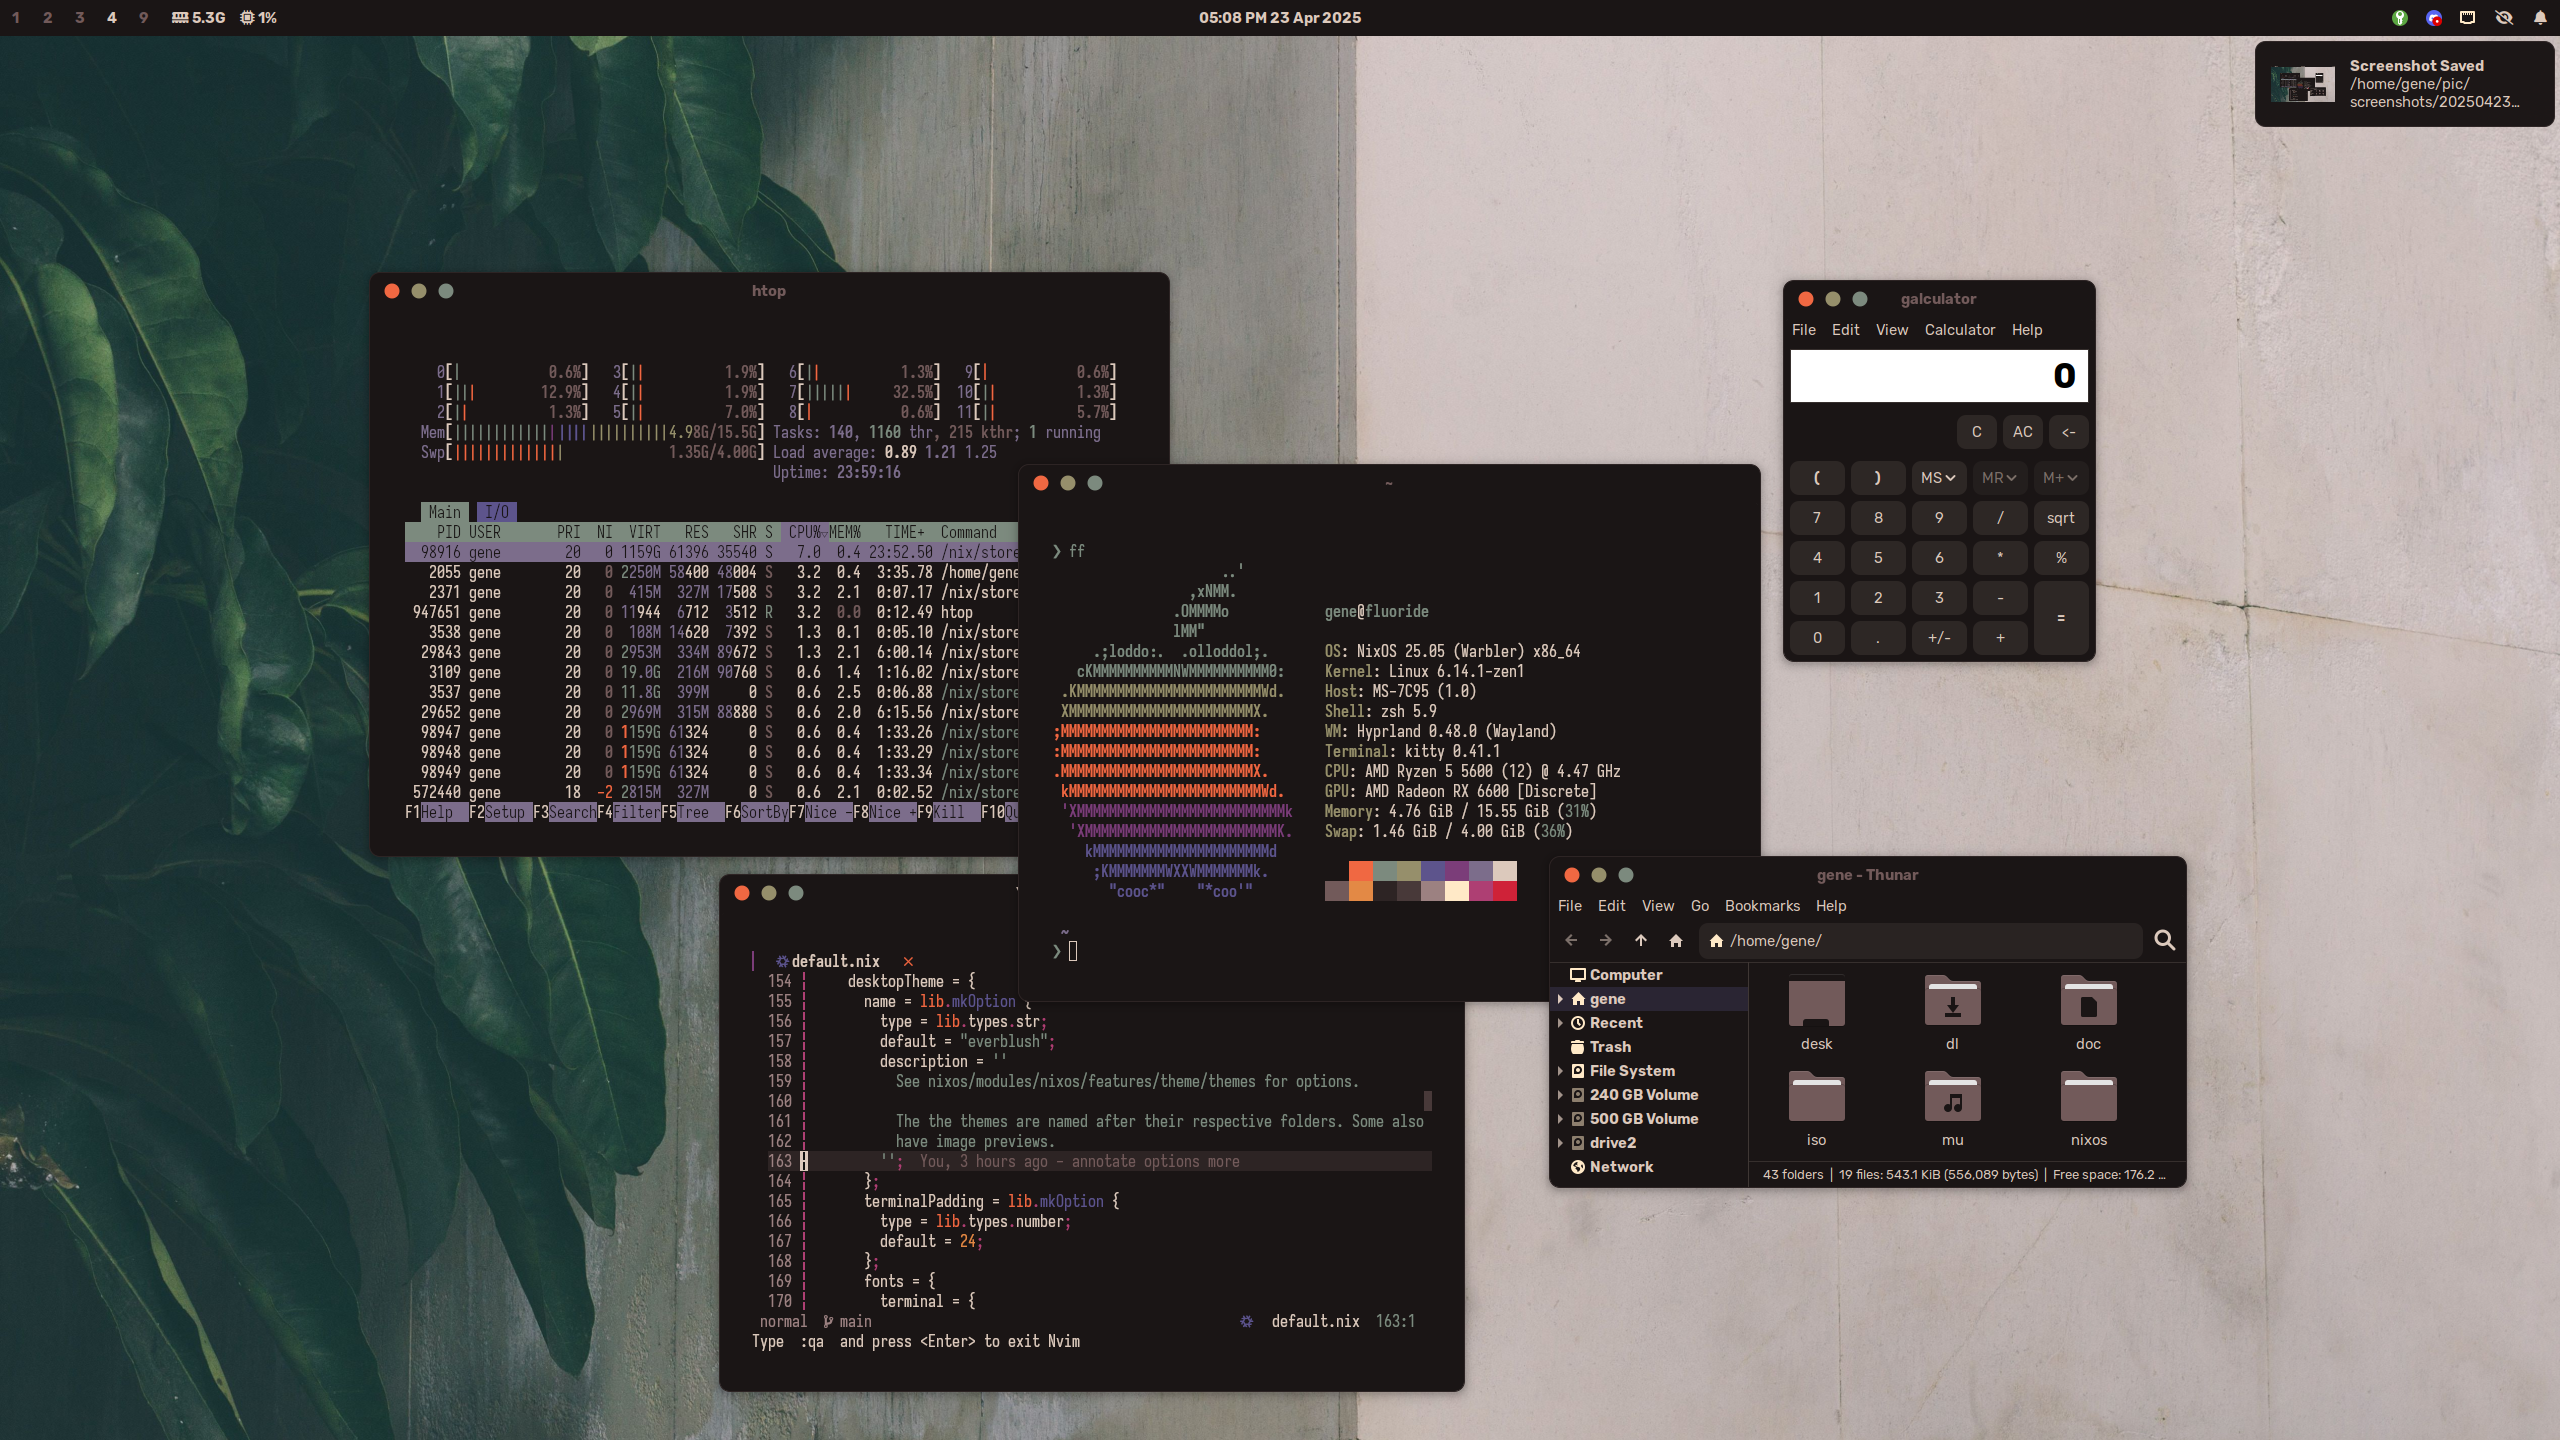 1 2 3 4 9 5.3G 1%
05:08 PM 23 Apr 2025
Screenshot Saved
/home/gene/pic/
screenshots/20250423…
htop
0[| 0.6%] 3[|| 1.9%] 6[|| 1.3%] 9[| 0.6%]
1[||| 12.9%] 4[|| 1.9%] 7[|||||| 32.5%] 10[|| 1.3%]
2[|| 1.3%] 5[|| 7.0%] 8[| 0.6%] 11[|| 5.7%]
Mem[||||||||||||||||||||||||||4.98G/15.5G] Tasks: 140, 1160 thr, 215 kthr; 1 running
Swp[|||||||||||||| 1.35G/4.00G] Load average: 0.89 1.21 1.25
Uptime: 23:59:16
Main I/O
PID USER PRI NI VIRT RES SHR S CPU% MEM% TIME+ Command
98916 gene 20 0 1159G 61396 35540 S 7.0 0.4 23:52.50 /nix/store
2055 gene 20 0 2250M 58400 48004 S 3.2 0.4 3:35.78 /home/gene
2371 gene 20 0 415M 327M 17508 S 3.2 2.1 0:07.17 /nix/store
947651 gene 20 0 11944 6712 3512 R 3.2 0.0 0:12.49 htop
3538 gene 20 0 108M 14620 7392 S 1.3 0.1 0:05.10 /nix/store
29843 gene 20 0 2953M 334M 89672 S 1.3 2.1 6:00.14 /nix/store
3109 gene 20 0 19.0G 216M 90760 S 0.6 1.4 1:16.02 /nix/store
3537 gene 20 0 11.8G 399M 0 S 0.6 2.5 0:06.88 /nix/store
29652 gene 20 0 2969M 315M 88880 S 0.6 2.0 6:15.56 /nix/store
98947 gene 20 0 1159G 61324 0 S 0.6 0.4 1:33.26 /nix/store
98948 gene 20 0 1159G 61324 0 S 0.6 0.4 1:33.29 /nix/store
98949 gene 20 0 1159G 61324 0 S 0.6 0.4 1:33.34 /nix/store
572440 gene 18 -2 2815M 327M 0 S 0.6 2.1 0:02.52 /nix/store
F1Help F2Setup F3SearchF4FilterF5Tree F6SortByF7Nice -F8Nice +F9Kill F10Qu
~
❯ ff
..'
,xNMM.
.OMMMMo
lMM"
.;loddo:. .olloddol;.
cKMMMMMMMMMMNWMMMMMMMMMM0:
.KMMMMMMMMMMMMMMMMMMMMMMMWd.
XMMMMMMMMMMMMMMMMMMMMMMMX.
;MMMMMMMMMMMMMMMMMMMMMMMM:
:MMMMMMMMMMMMMMMMMMMMMMMM:
.MMMMMMMMMMMMMMMMMMMMMMMMX.
kMMMMMMMMMMMMMMMMMMMMMMMMWd.
'XMMMMMMMMMMMMMMMMMMMMMMMMMMk
'XMMMMMMMMMMMMMMMMMMMMMMMMK.
kMMMMMMMMMMMMMMMMMMMMMMd
;KMMMMMMMWXXWMMMMMMMk.
"cooc*" "*coo'"
gene@fluoride
OS: NixOS 25.05 (Warbler) x86_64
Kernel: Linux 6.14.1-zen1
Host: MS-7C95 (1.0)
Shell: zsh 5.9
WM: Hyprland 0.48.0 (Wayland)
Terminal: kitty 0.41.1
CPU: AMD Ryzen 5 5600 (12) @ 4.47 GHz
GPU: AMD Radeon RX 6600 [Discrete]
Memory: 4.76 GiB / 15.55 GiB (31%)
Swap: 1.46 GiB / 4.00 GiB (36%)
~
❯
galculator
File Edit View Calculator Help
0
C AC <-
( ) MS MR M+
7 8 9 / sqrt
4 5 6 * %
1 2 3 - =
0 . +/- +
default.nix ×
154 desktopTheme = {
155 name = lib.mkOption {
156 type = lib.types.str;
157 default = "everblush";
158 description = ''
159 See nixos/modules/nixos/features/theme/themes for options.
160
161 The the themes are named after their respective folders. Some also
162 have image previews.
163 ''; You, 3 hours ago - annotate options more
164 };
165 terminalPadding = lib.mkOption {
166 type = lib.types.number;
167 default = 24;
168 };
169 fonts = {
170 terminal = {
normal main default.nix 163:1
Type :qa and press <Enter> to exit Nvim
gene - Thunar
File Edit View Go Bookmarks Help
/home/gene/
Computer
gene
Recent
Trash
File System
240 GB Volume
500 GB Volume
drive2
Network
desk dl doc
iso mu nixos
43 folders | 19 files: 543.1 KiB (556,089 bytes) | Free space: 176.2 …